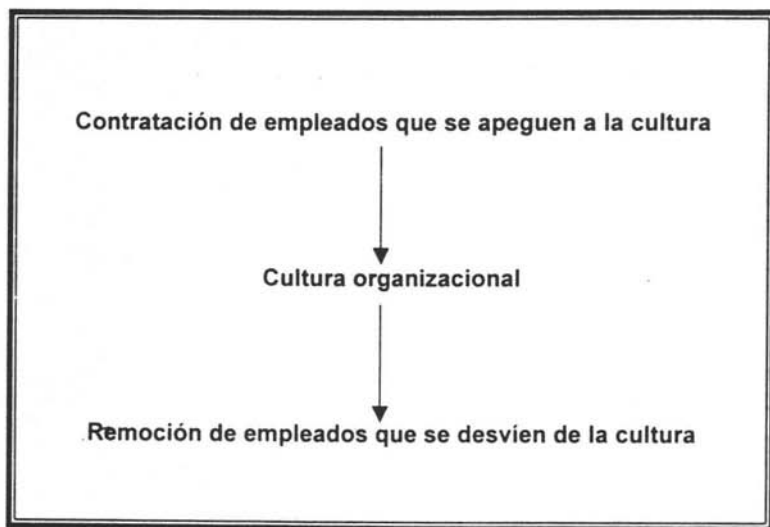 Contratación de empleados que se apeguen a la cultura
Cultura organizacional
Remoción de empleados que se desvíen de la cultura